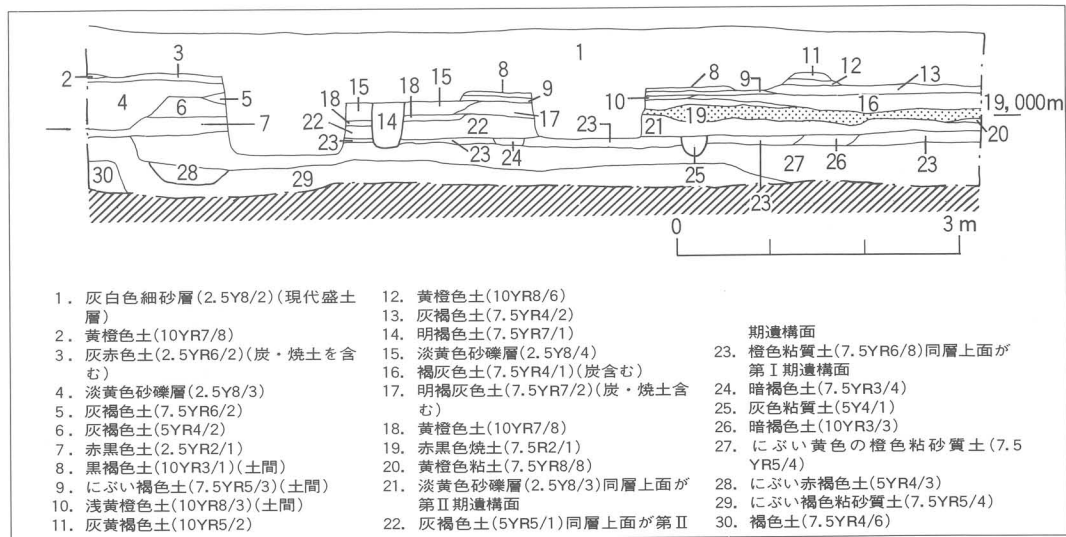 1
3
2
11
12
13
4
6
5
15
18
15
8
9
8
9
10
16
19,000m
7
18
22
23
14
22
17
23
21
19
20
23
24
25
27
26
23
30
28
29
23
0
3 m
1. 灰白色細砂層(2.5Y8/2)(現代盛土
層)
2. 黄橙色土(10YR7/8)
3. 灰赤色土(2.5YR6/2)(炭・焼土を含
む)
4. 淡黄色砂礫層(2.5Y8/3)
5. 灰褐色土(7.5YR6/2)
6. 灰褐色土(5YR4/2)
7. 赤黒色土(2.5YR2/1)
8. 黒褐色土(10YR3/1)(土間)
9. にぶい褐色土(7.5YR5/3)(土間)
10. 浅黄橙色土(10YR8/3)(土間)
11. 灰黄褐色土(10YR5/2)
12. 黄橙色土(10YR8/6)
13. 灰褐色土(7.5YR4/2)
14. 明褐灰色土(7.5YR7/1)
15. 淡黄色砂礫層(2.5Y8/4)
16. 褐灰色土(7.5YR4/1)(炭含む)
17. 明褐灰色土(7.5YR7/2)(炭・焼土含
む)
18. 黄橙色土(10YR7/8)
19. 赤黒色焼土(7.5R2/1)
20. 黄橙色粘土(7.5YR8/8)
21. 淡黄色砂礫層(2.5Y8/3)同層上面が
第Ⅱ期遺構面
22. 灰褐色土(5YR5/1)同層上面が第Ⅱ
期遺構面
23. 橙色粘質土(7.5YR6/8)同層上面が
第Ⅰ期遺構面
24. 暗褐色土(7.5YR3/4)
25. 灰色粘質土(5Y4/1)
26. 暗褐色土(10YR3/3)
27. にぶい黄色の橙色粘砂質土(7.5
YR5/4)
28. にぶい赤褐色土(5YR4/3)
29. にぶい褐色粘砂質土(7.5YR5/4)
30. 褐色土(7.5YR4/6)